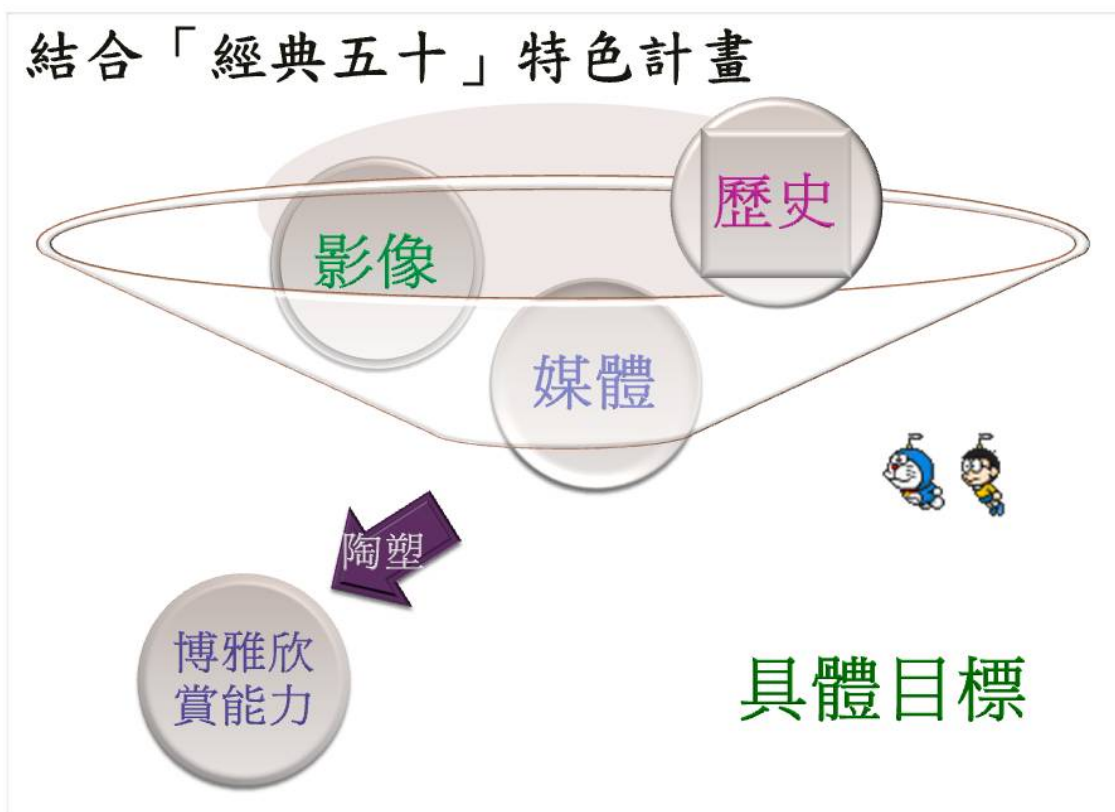 結合「經典五十」特色計畫
歷史
影像
媒體
陶塑
博雅欣
賞能力
具體目標